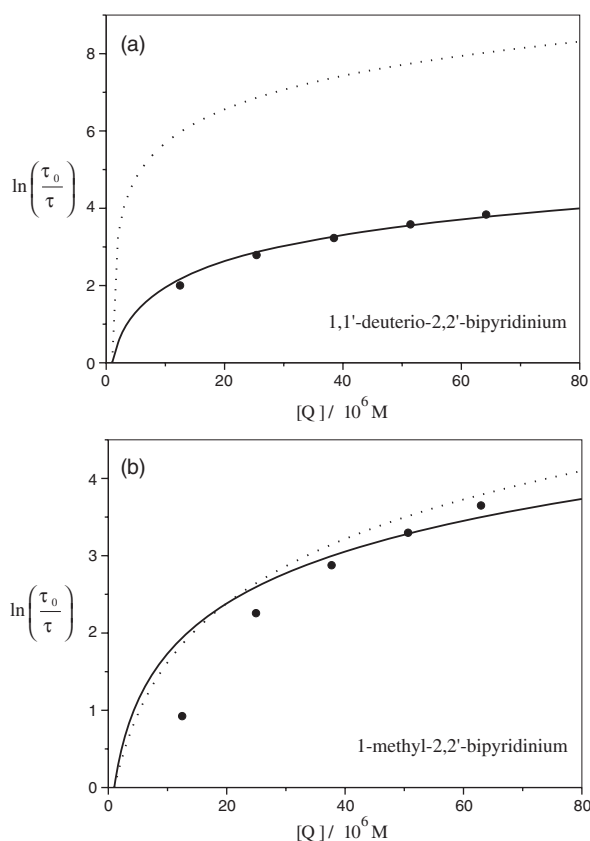 (a)
8
6
4
2
0
ln(τ0/τ)
1,1'-deuterio-2,2'-bipyridinium
0 20 40 60 80
[Q] / 10^6 M
(b)
4
3
2
1
0
ln(τ0/τ)
1-methyl-2,2'-bipyridinium
0 20 40 60 80
[Q] / 10^6 M